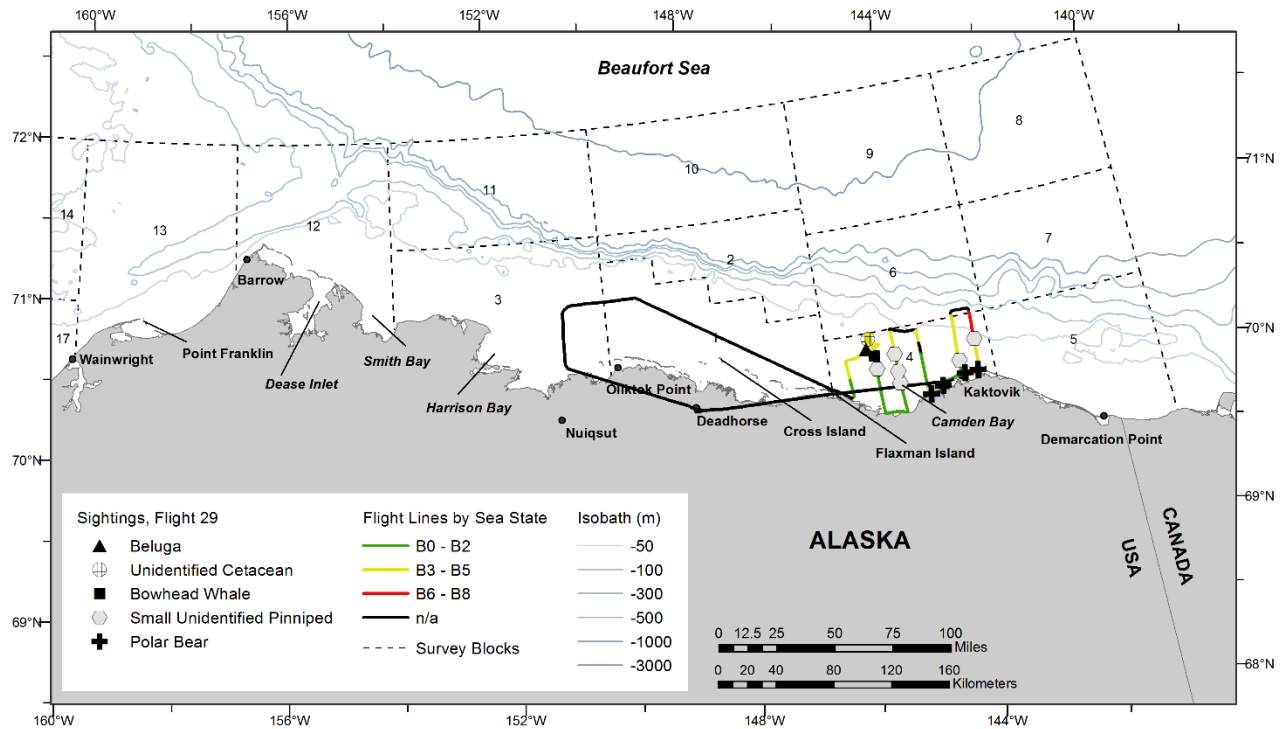 160°W 156°W 152°W 148°W 144°W 140°W
Beaufort Sea
72°N
71°N
70°N
69°N
71°N
70°N
69°N
68°N
8
9
10
11
14
13
12
7
2
6
3
17
1
5
4
Barrow
Wainwright
Point Franklin
Dease Inlet
Smith Bay
Harrison Bay
Oliktok Point
Nuiqsut
Deadhorse
Cross Island
Flaxman Island
Camden Bay
Kaktovik
Demarcation Point
ALASKA
USA
CANADA
Sightings, Flight 29
Beluga
Unidentified Cetacean
Bowhead Whale
Small Unidentified Pinniped
Polar Bear
Flight Lines by Sea State
B0 - B2
B3 - B5
B6 - B8
n/a
Survey Blocks
Isobath (m)
-50
-100
-300
-500
-1000
-3000
0 12.5 25 50 75 100
Miles
0 20 40 80 120 160
Kilometers
160°W 156°W 152°W 148°W 144°W